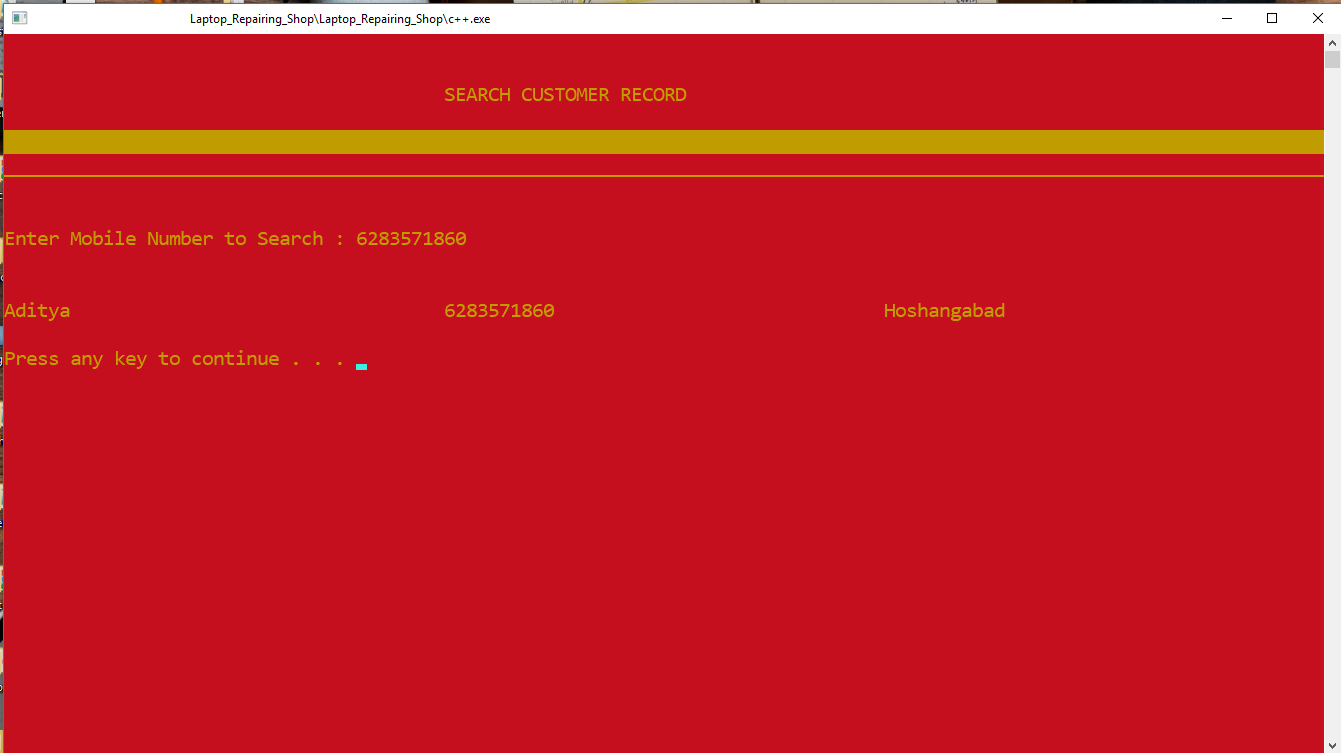 Laptop_Repairing_Shop\Laptop_Repairing_Shop\c++.exe
SEARCH CUSTOMER RECORD
Enter Mobile Number to Search : 6283571860
Aditya 6283571860 Hoshangabad
Press any key to continue . . .